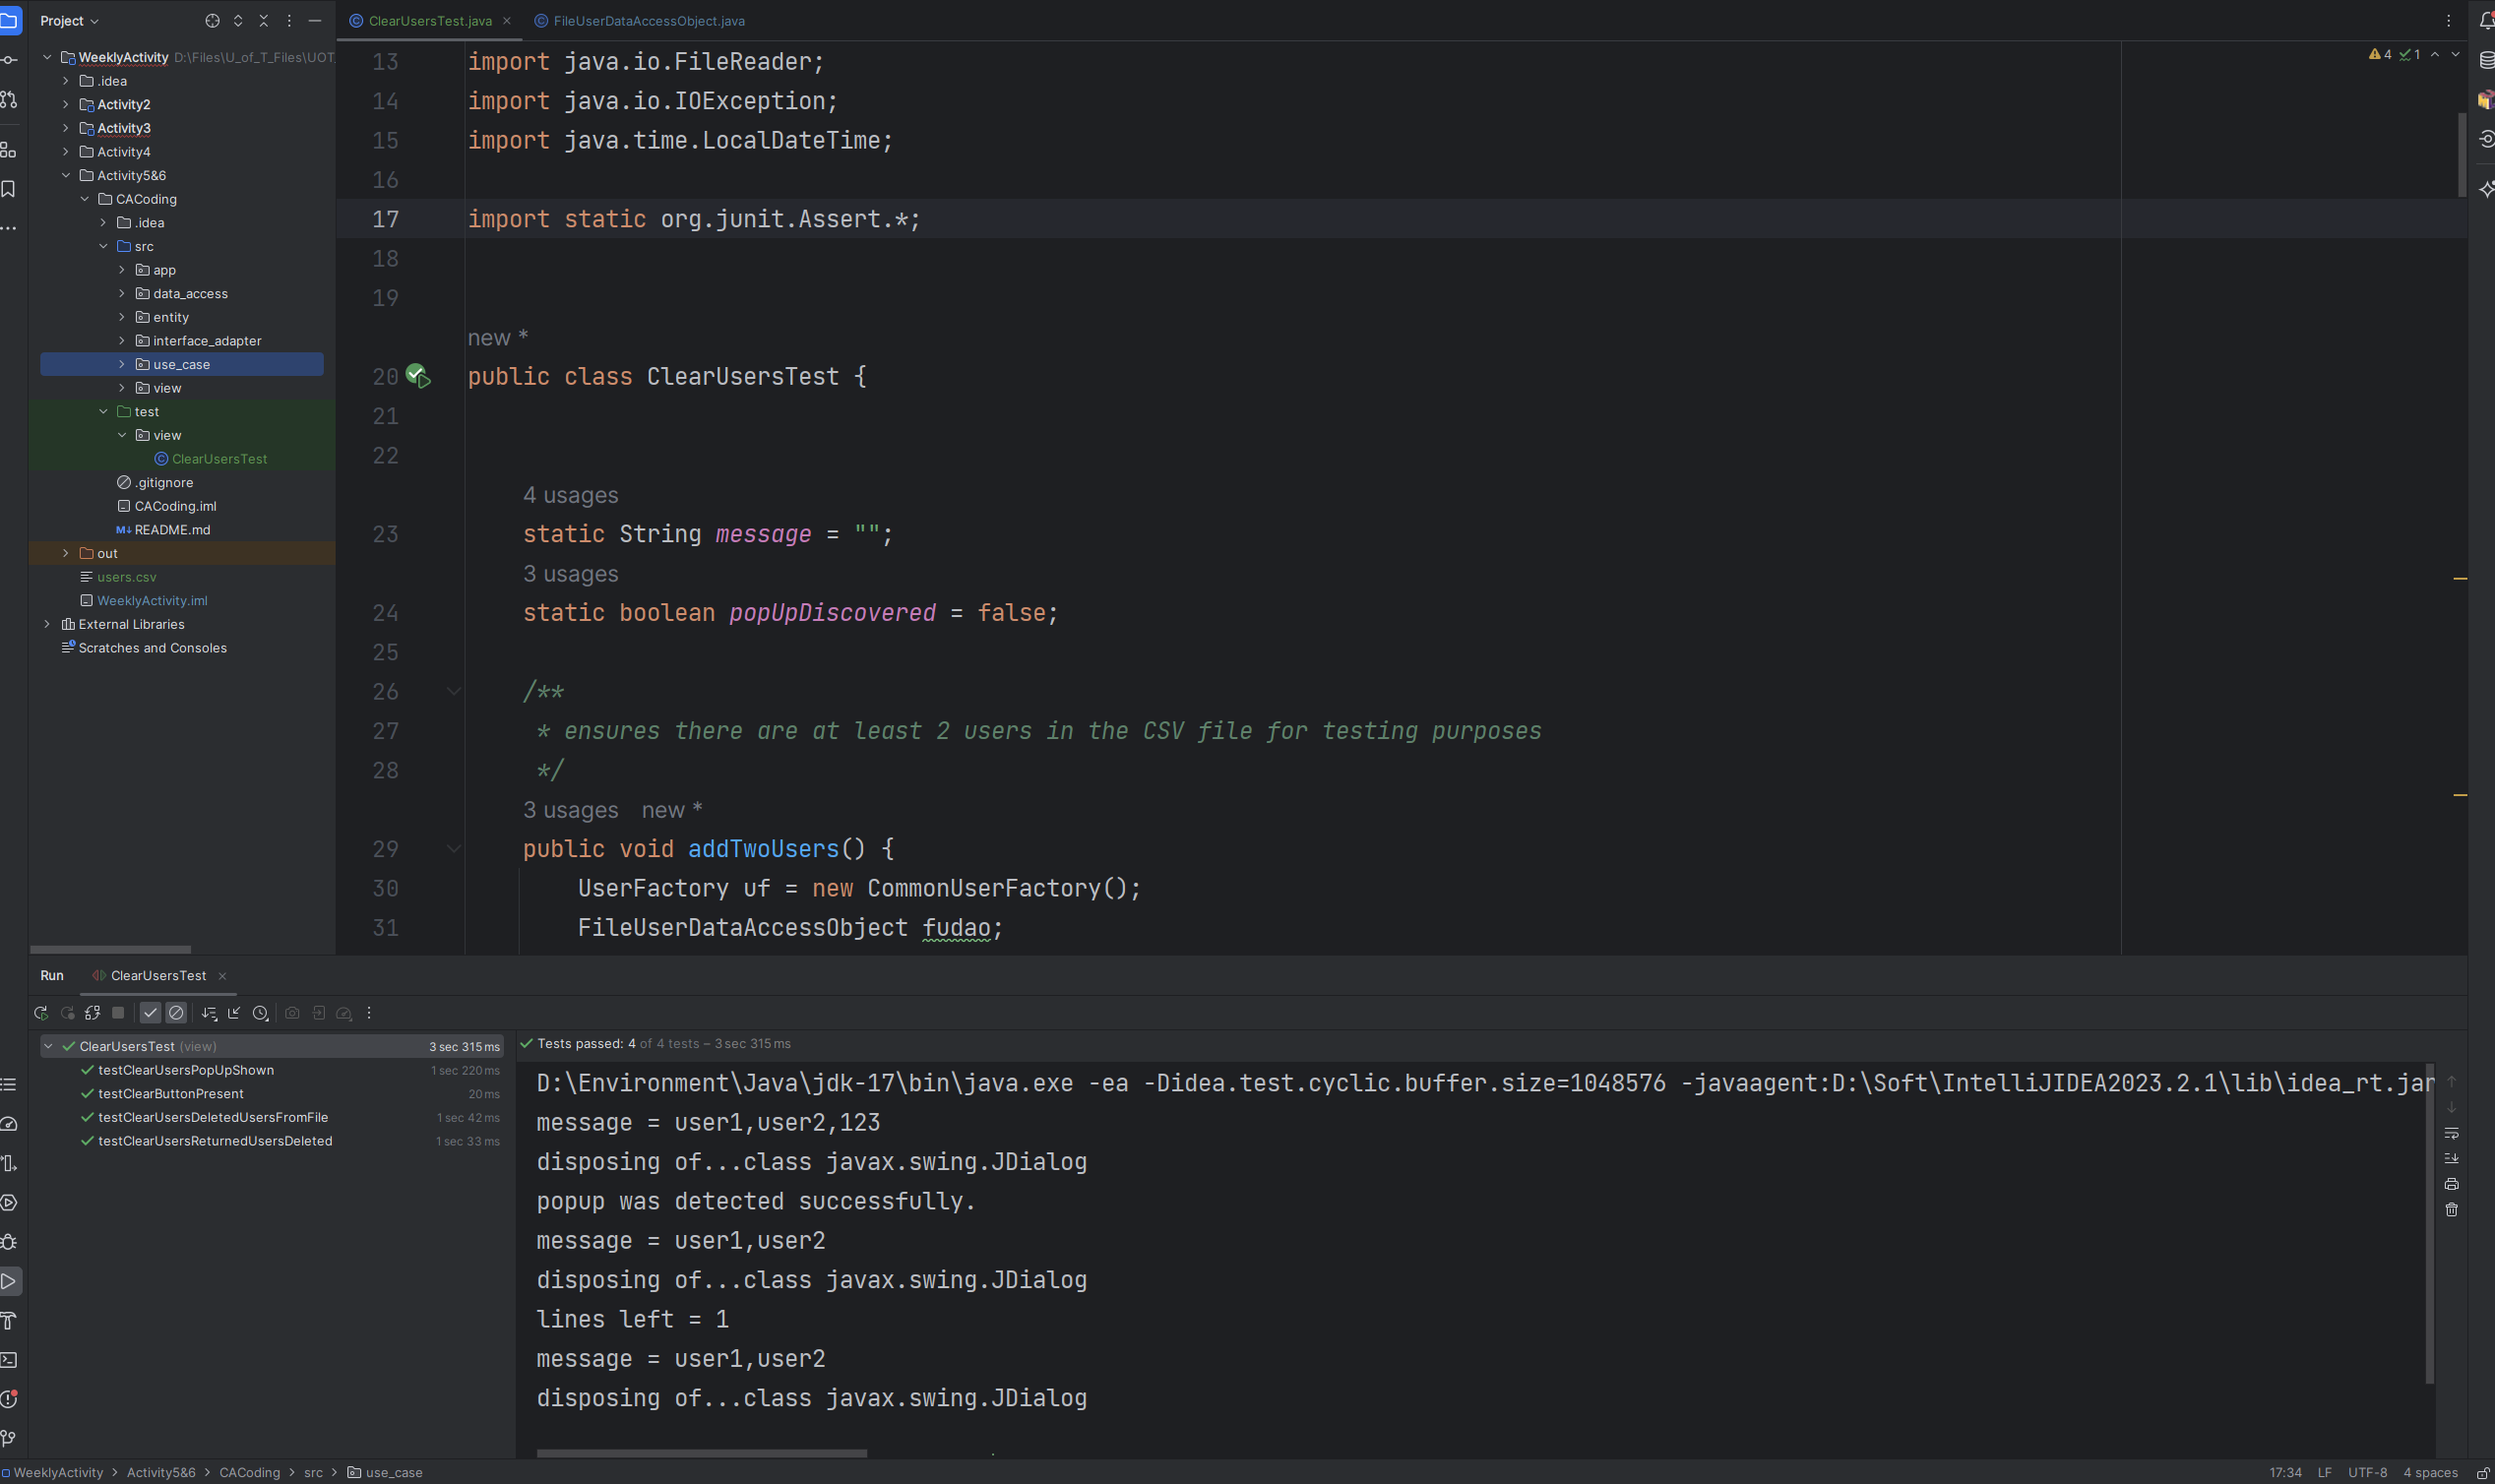 Project
WeeklyActivity D:\Files\U_of_T_Files\UOT_
.idea
Activity2
Activity3
Activity4
Activity5&6
CACoding
.idea
src
app
data_access
entity
interface_adapter
use_case
view
test
view
ClearUsersTest
.gitignore
CACoding.iml
README.md
out
users.csv
WeeklyActivity.iml
External Libraries
Scratches and Consoles
ClearUsersTest.java
FileUserDataAccessObject.java
4 1
13 import java.io.FileReader;
14 import java.io.IOException;
15 import java.time.LocalDateTime;
16
17 import static org.junit.Assert.*;
18
19
new *
20 public class ClearUsersTest {
21
22
4 usages
23 static String message = "";
3 usages
24 static boolean popUpDiscovered = false;
25
26 /**
27 * ensures there are at least 2 users in the CSV file for testing purposes
28 */
3 usages new *
29 public void addTwoUsers() {
30 UserFactory uf = new CommonUserFactory();
31 FileUserDataAccessObject fudao;
Run ClearUsersTest
ClearUsersTest (view) 3 sec 315 ms
testClearUsersPopUpShown 1 sec 220 ms
testClearButtonPresent 20 ms
testClearUsersDeletedUsersFromFile 1 sec 42 ms
testClearUsersReturnedUsersDeleted 1 sec 33 ms
Tests passed: 4 of 4 tests – 3 sec 315 ms
D:\Environment\Java\jdk-17\bin\java.exe -ea -Didea.test.cyclic.buffer.size=1048576 -javaagent:D:\Soft\IntelliJIDEA2023.2.1\lib\idea_rt.jar
message = user1,user2,123
disposing of...class javax.swing.JDialog
popup was detected successfully.
message = user1,user2
disposing of...class javax.swing.JDialog
lines left = 1
message = user1,user2
disposing of...class javax.swing.JDialog
WeeklyActivity > Activity5&6 > CACoding > src > use_case
17:34 LF UTF-8 4 spaces